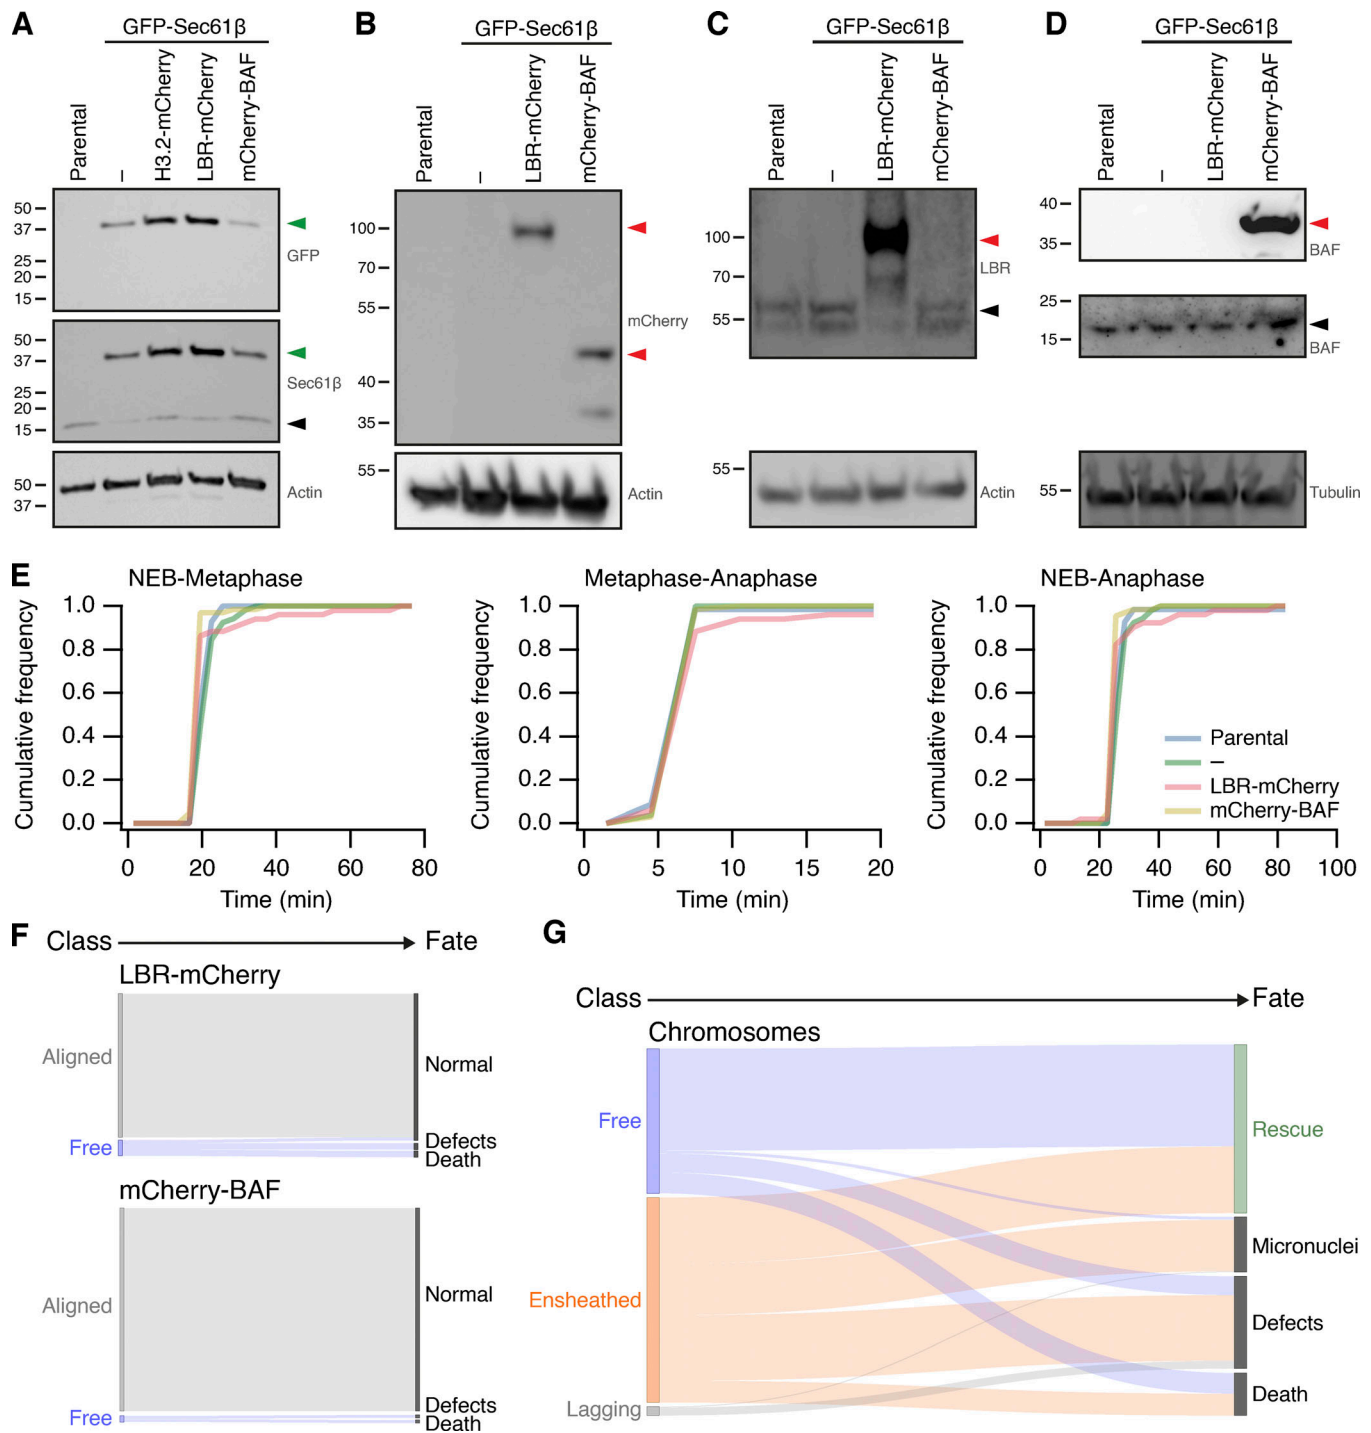 A
GFP-Sec61β
Parental
–
H3.2-mCherry
LBR-mCherry
mCherry-BAF
50
37
25
20
15
GFP
50
37
25
20
15
Sec61β
50
37
Actin
B
GFP-Sec61β
Parental
–
LBR-mCherry
mCherry-BAF
100
70
55
40
35
mCherry
55
Actin
C
GFP-Sec61β
Parental
–
LBR-mCherry
mCherry-BAF
100
70
55
LBR
55
Actin
D
GFP-Sec61β
Parental
–
LBR-mCherry
mCherry-BAF
40
35
BAF
25
15
BAF
55
Tubulin
E
NEB-Metaphase
Cumulative frequency
1.0
0.8
0.6
0.4
0.2
0.0
0 20 40 60 80
Time (min)
Metaphase-Anaphase
Cumulative frequency
1.0
0.8
0.6
0.4
0.2
0.0
0 5 10 15 20
Time (min)
NEB-Anaphase
Cumulative frequency
1.0
0.8
0.6
0.4
0.2
0.0
0 20 40 60 80 100
Time (min)
Parental
–
LBR-mCherry
mCherry-BAF
F
Class Fate
LBR-mCherry
Aligned
Normal
Free
Defects
Death
mCherry-BAF
Aligned
Normal
Free
Defects
Death
G
Class Fate
Chromosomes
Free
Rescue
Micronuclei
Ensheathed
Defects
Lagging
Death